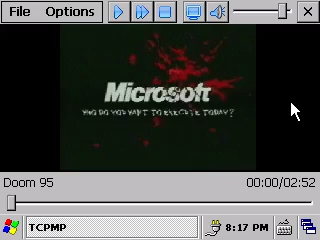 File Options
Microsoft
WHO DO YOU WANT TO EXECUTE TODAY?
Doom 95 00:00/02:52
TCPMP 8:17 PM